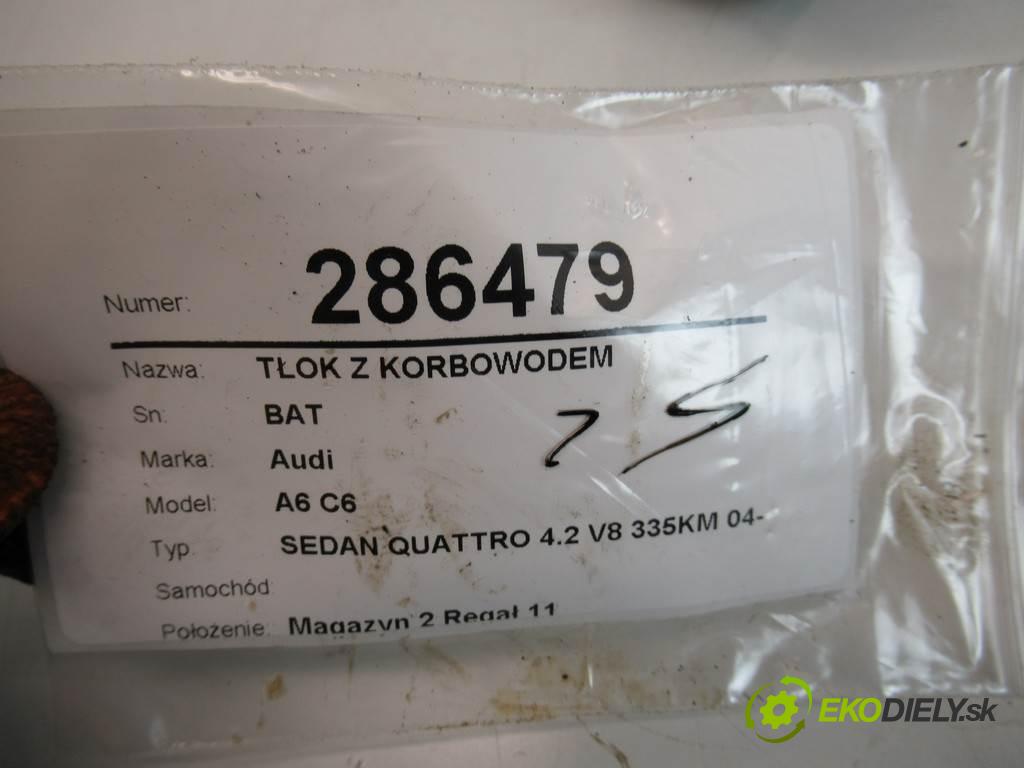 Numer: 286479
Nazwa: TŁOK Z KORBOWODEM
Sn: BAT
Marka: Audi
Model: A6 C6
Typ: SEDAN QUATTRO 4.2 V8 335KM 04-
Samochód:
Położenie: Magazyn 2 Regał 11
EKODIELY.sk